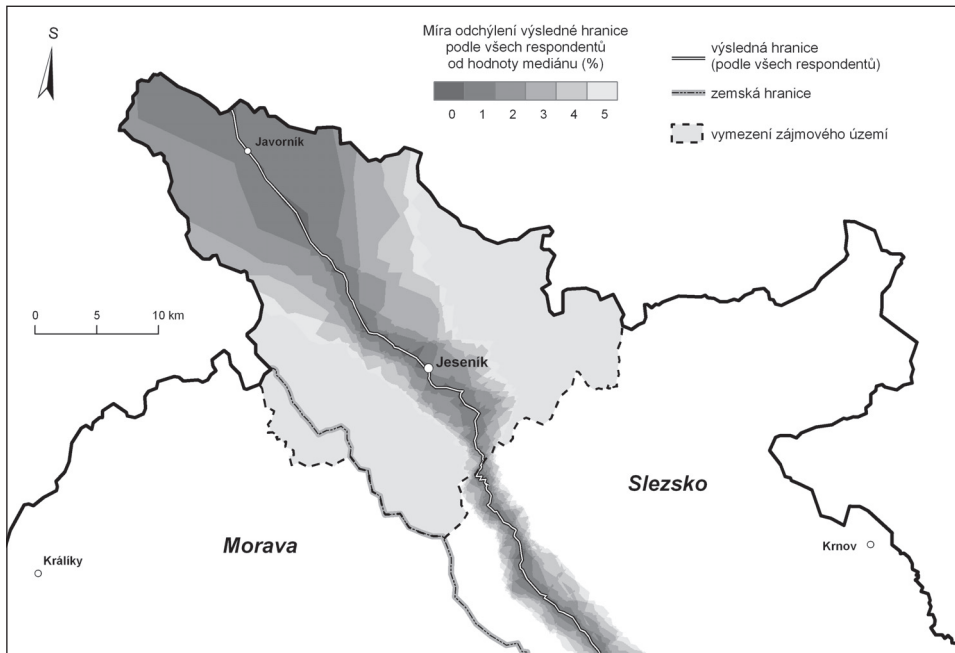 S
Míra odchýlení výsledné hranice
podle všech respondentů
od hodnoty mediánu (%)
0 1 2 3 4 5
výsledná hranice
(podle všech respondentů)
zemská hranice
vymezení zájmového území
Javorník
0 5 10 km
Jeseník
Slezsko
Morava
Králíky
Krnov